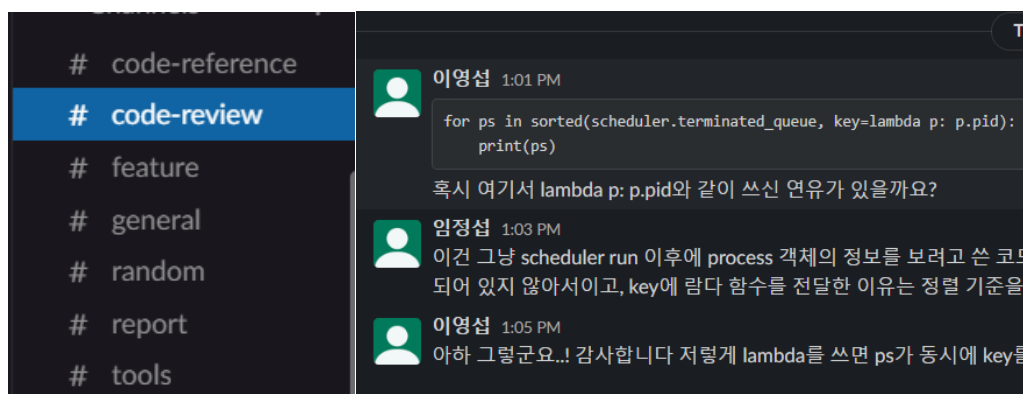 # code-reference
# code-review
# feature
# general
# random
# report
# tools
이영섭 1:01 PM
for ps in sorted(scheduler.terminated_queue, key=lambda p: p.pid):
print(ps)
혹시 여기서 lambda p: p.pid와 같이 쓰신 연유가 있을까요?
임정섭 1:03 PM
이건 그냥 scheduler run 이후에 process 객체의 정보를 보려고 쓴
되어 있지 않아서이고, key에 람다 함수를 전달한 이유는 정렬 기준을
이영섭 1:05 PM
아하 그렇군요..! 감사합니다 저렇게 lambda를 쓰면 ps가 동시에